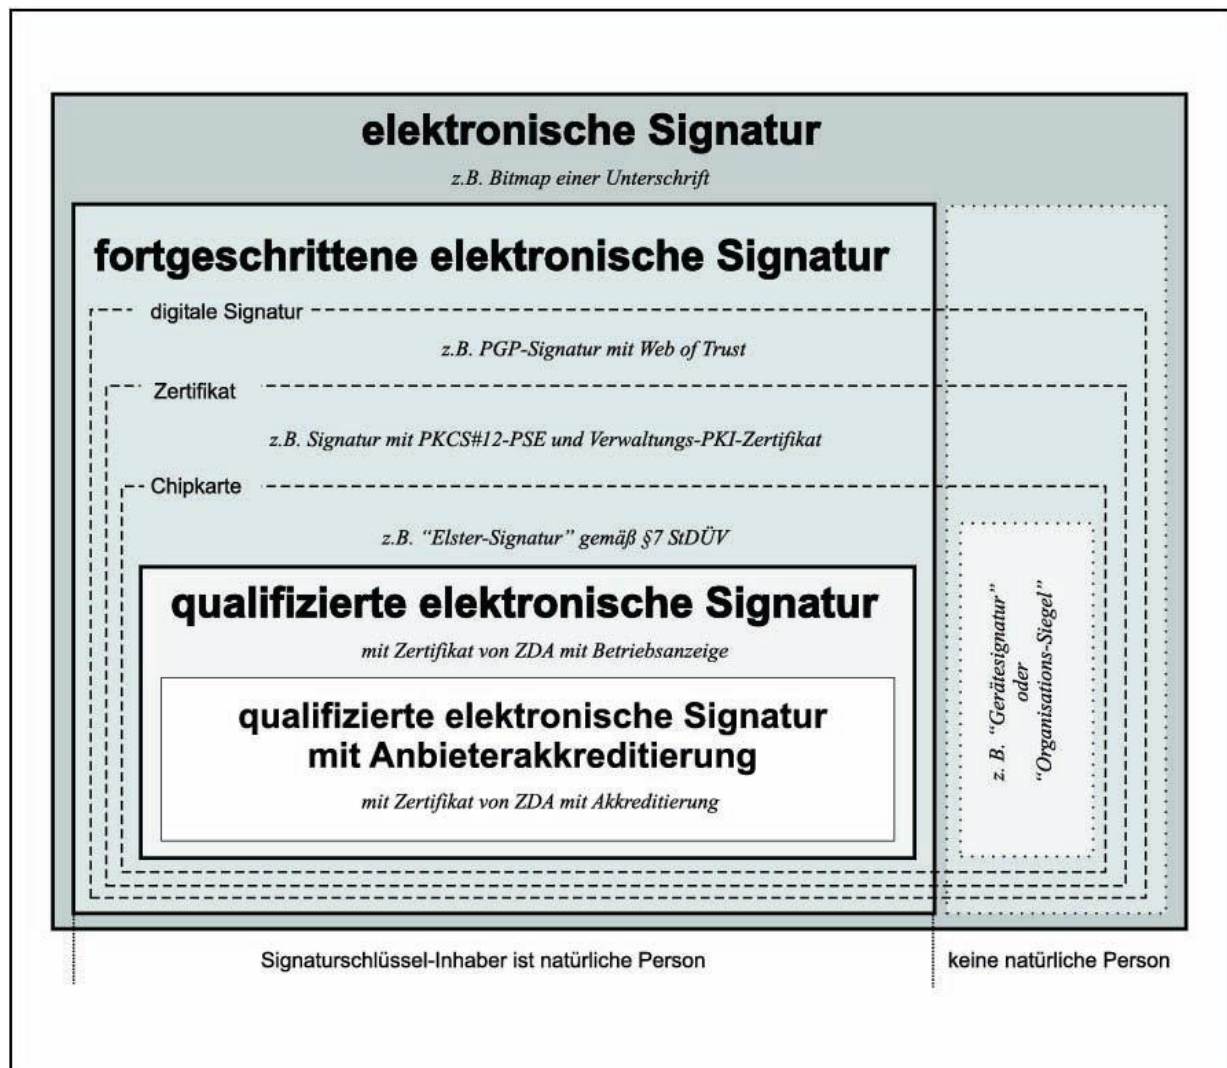 elektronische Signatur
z.B. Bitmap einer Unterschrift
fortgeschrittene elektronische Signatur
digitale Signatur
z.B. PGP-Signatur mit Web of Trust
Zertifikat
z.B. Signatur mit PKCS#12-PSE und Verwaltungs-PKI-Zertifikat
Chipkarte
z.B. “Elster-Signatur” gemäß §7 StDÜV
qualifizierte elektronische Signatur
mit Zertifikat von ZDA mit Betriebsanzeige
qualifizierte elektronische Signatur
mit Anbieterakkreditierung
mit Zertifikat von ZDA mit Akkreditierung
z. B. “Gerätesignatur”
oder
“Organisations-Siegel”
Signaturschlüssel-Inhaber ist natürliche Person
keine natürliche Person